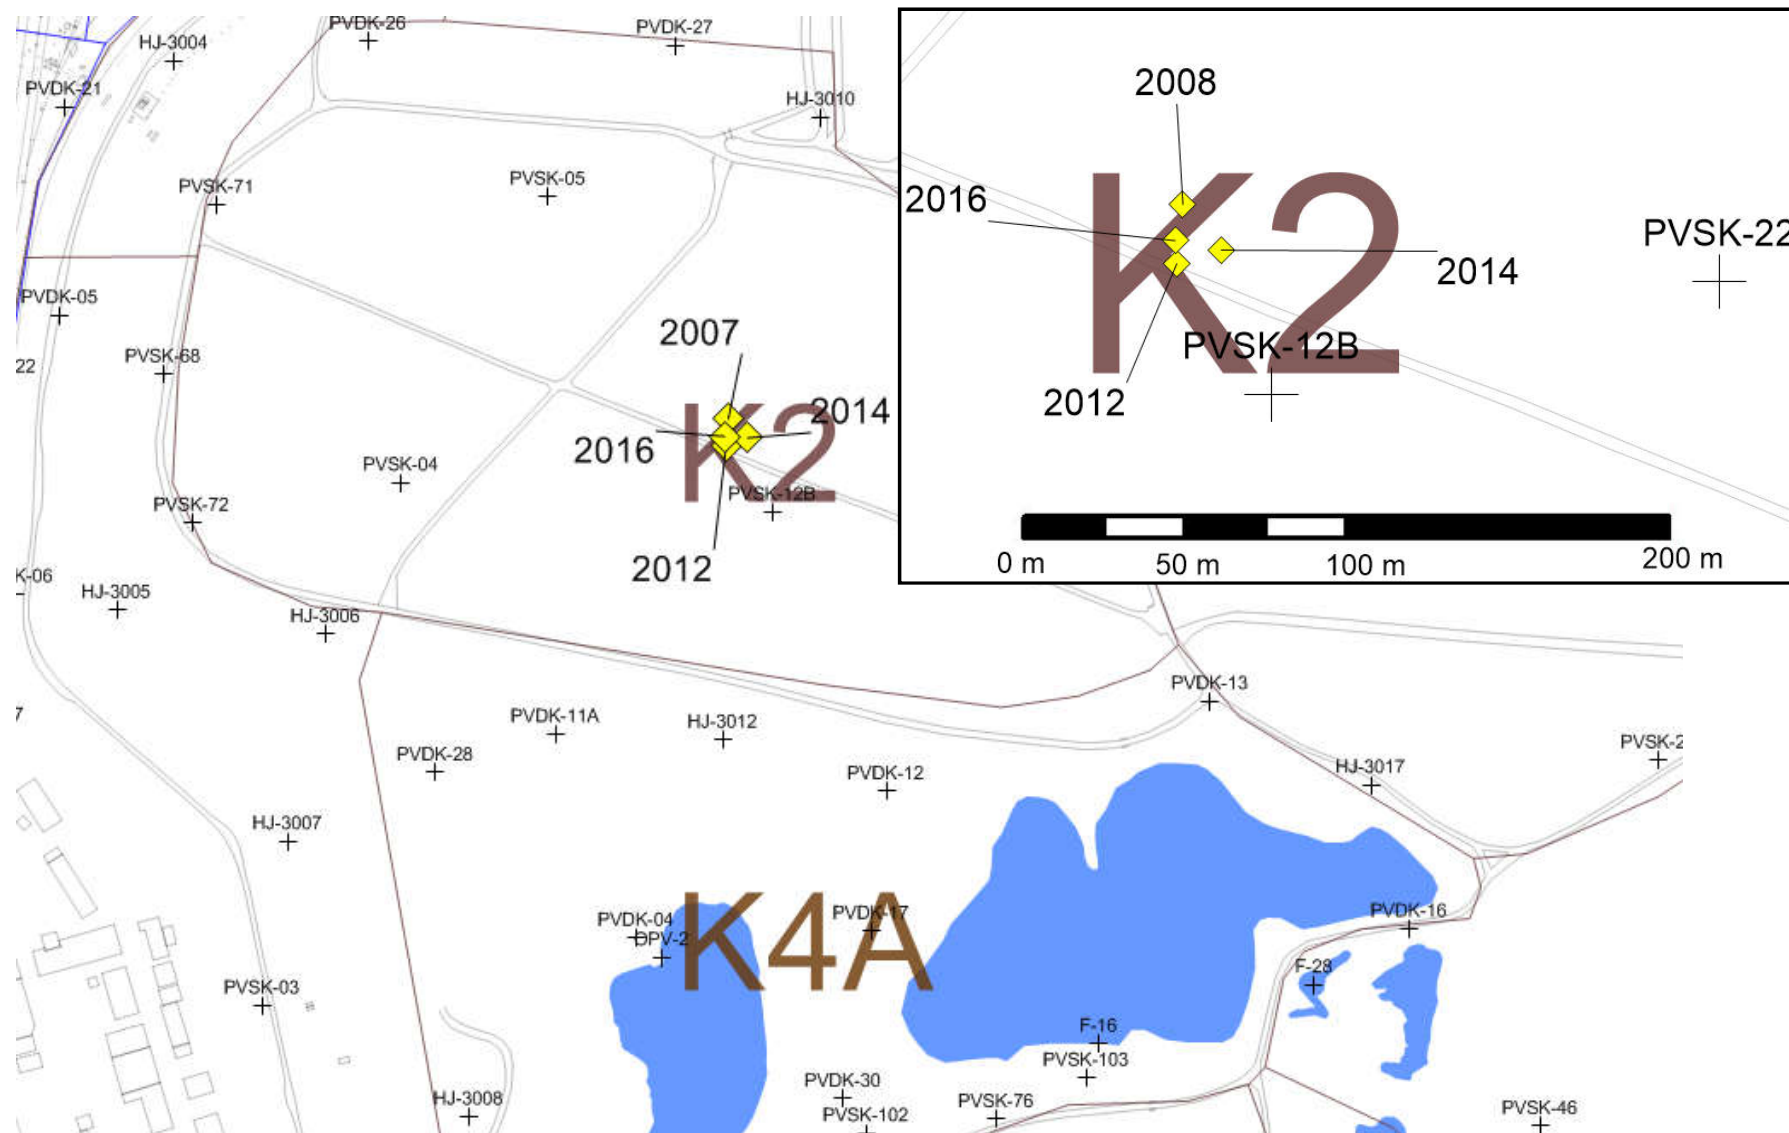 PVDK-26
PVDK-27
HJ-3004
PVDK-21
HJ-3010
PVSK-71
PVSK-05
PVDK-05
22
PVSK-68
2007
2014
2016
K2
PVSK-04
PVSK-12B
PVSK-72
2012
K-06
HJ-3005
HJ-3006
2008
2016
K2
PVSK-22
2014
PVSK-12B
2012
0 m 50 m 100 m 200 m
PVDK-13
7
PVDK-11A
HJ-3012
PVDK-28
PVSK-2
PVDK-12
HJ-3017
HJ-3007
PVDK-04
DPV-2
K4A
PVDK-17
PVDK-16
F-28
PVSK-03
F-16
PVSK-103
PVDK-30
HJ-3008
PVSK-102
PVSK-76
PVSK-46